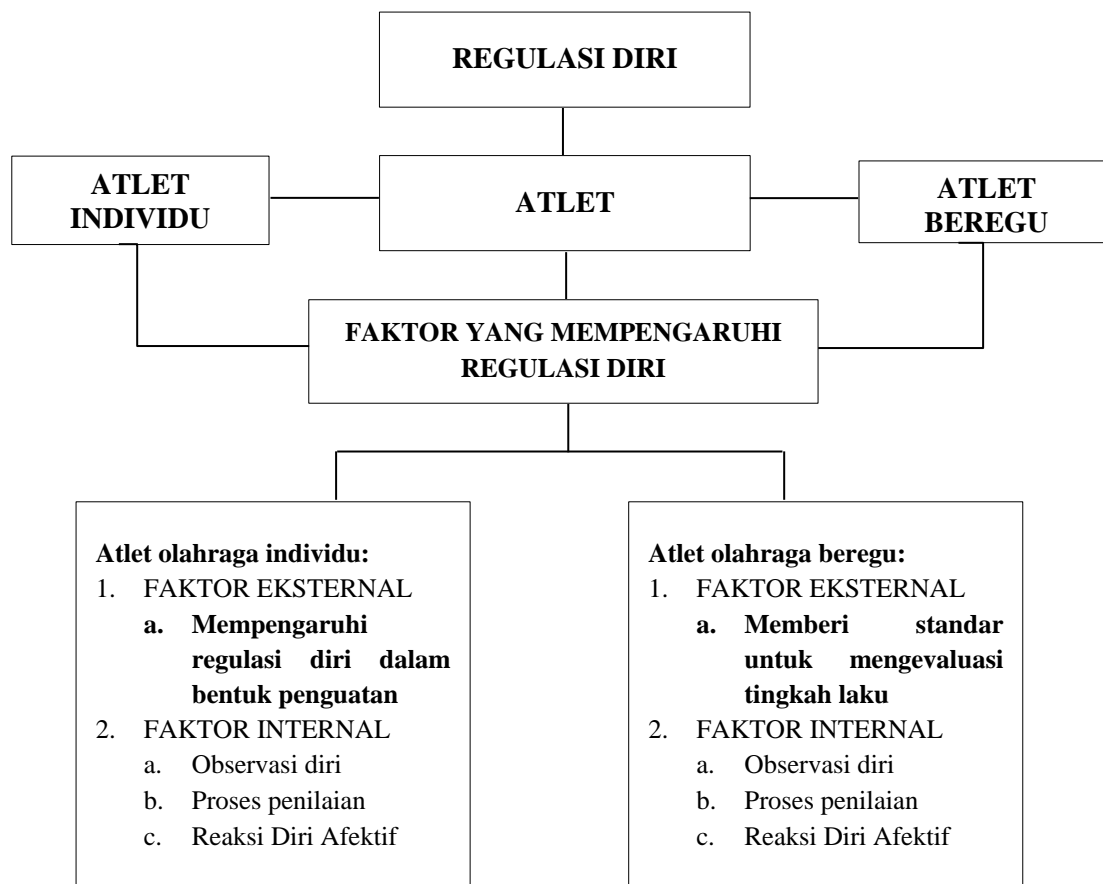 REGULASI DIRI
ATLET
INDIVIDU
ATLET
ATLET
BEREGU
FAKTOR YANG MEMPENGARUHI
REGULASI DIRI
Atlet olahraga individu:
1. FAKTOR EKSTERNAL
a. Mempengaruhi
regulasi diri dalam
bentuk penguatan
2. FAKTOR INTERNAL
a. Observasi diri
b. Proses penilaian
c. Reaksi Diri Afektif
Atlet olahraga beregu:
1. FAKTOR EKSTERNAL
a. Memberi standar
untuk mengevaluasi
tingkah laku
2. FAKTOR INTERNAL
a. Observasi diri
b. Proses penilaian
c. Reaksi Diri Afektif